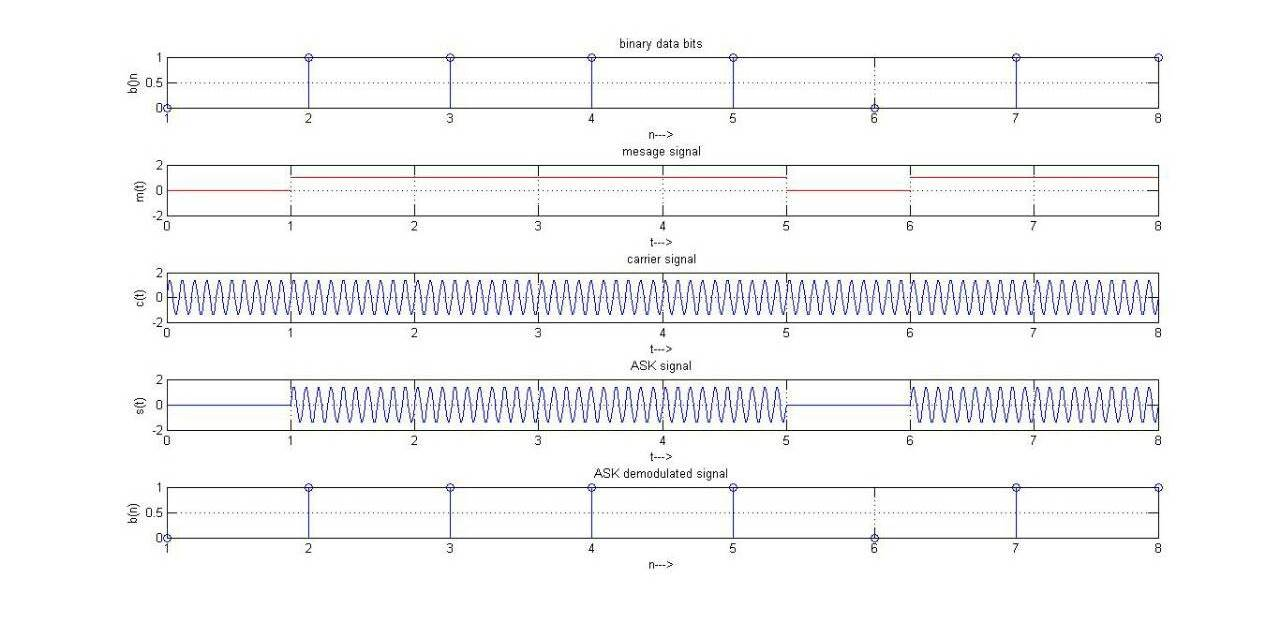 binary data bits
1
0.5
0
b()n
1 2 3 4 5 6 7 8
n--->
mesage signal
2
0
-2
m(t)
0 1 2 3 4 5 6 7 8
t--->
carrier signal
2
0
-2
c(t)
0 1 2 3 4 5 6 7 8
t--->
ASK signal
2
0
-2
s(t)
0 1 2 3 4 5 6 7 8
t--->
ASK demodulated signal
1
0.5
0
b(n)
1 2 3 4 5 6 7 8
n--->